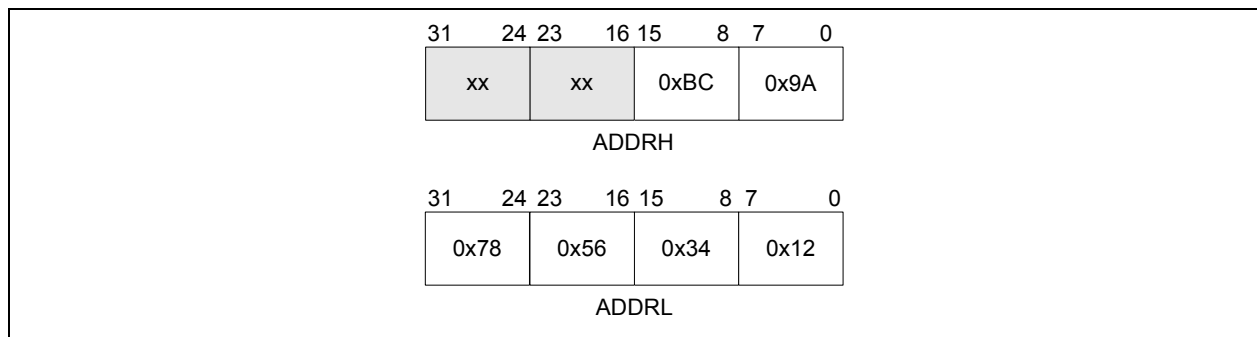 31 24 23 16 15 8 7 0
xx xx 0xBC 0x9A
ADDRH
31 24 23 16 15 8 7 0
0x78 0x56 0x34 0x12
ADDRL